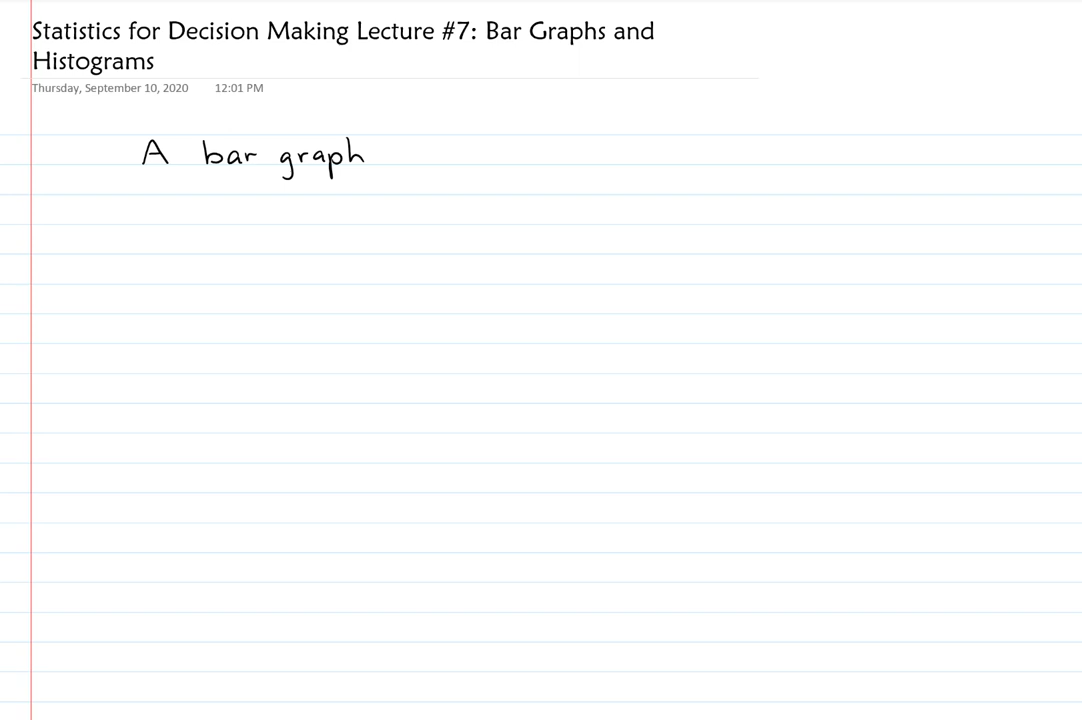 Statistics for Decision Making Lecture #7: Bar Graphs and
Histograms
Thursday, September 10, 2020 12:01 PM
A bar graph